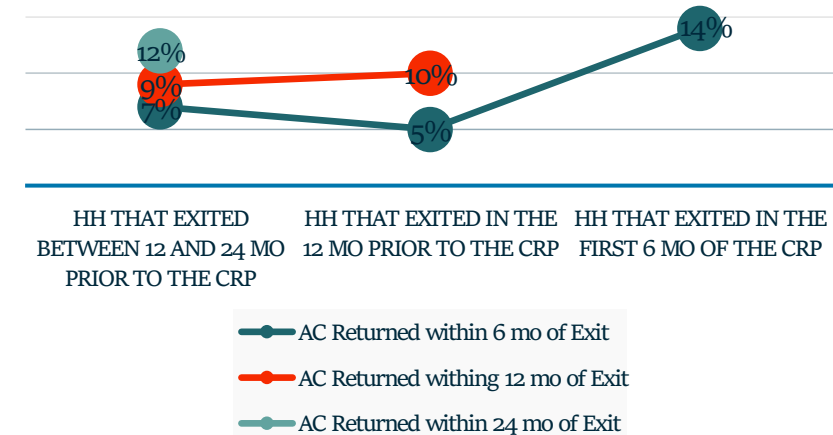 14%
12%
10%
9%
7%
5%
HH THAT EXITED
BETWEEN 12 AND 24 MO
PRIOR TO THE CRP
HH THAT EXITED IN THE
12 MO PRIOR TO THE CRP
HH THAT EXITED IN THE
FIRST 6 MO OF THE CRP
AC Returned within 6 mo of Exit
AC Returned withing 12 mo of Exit
AC Returned within 24 mo of Exit